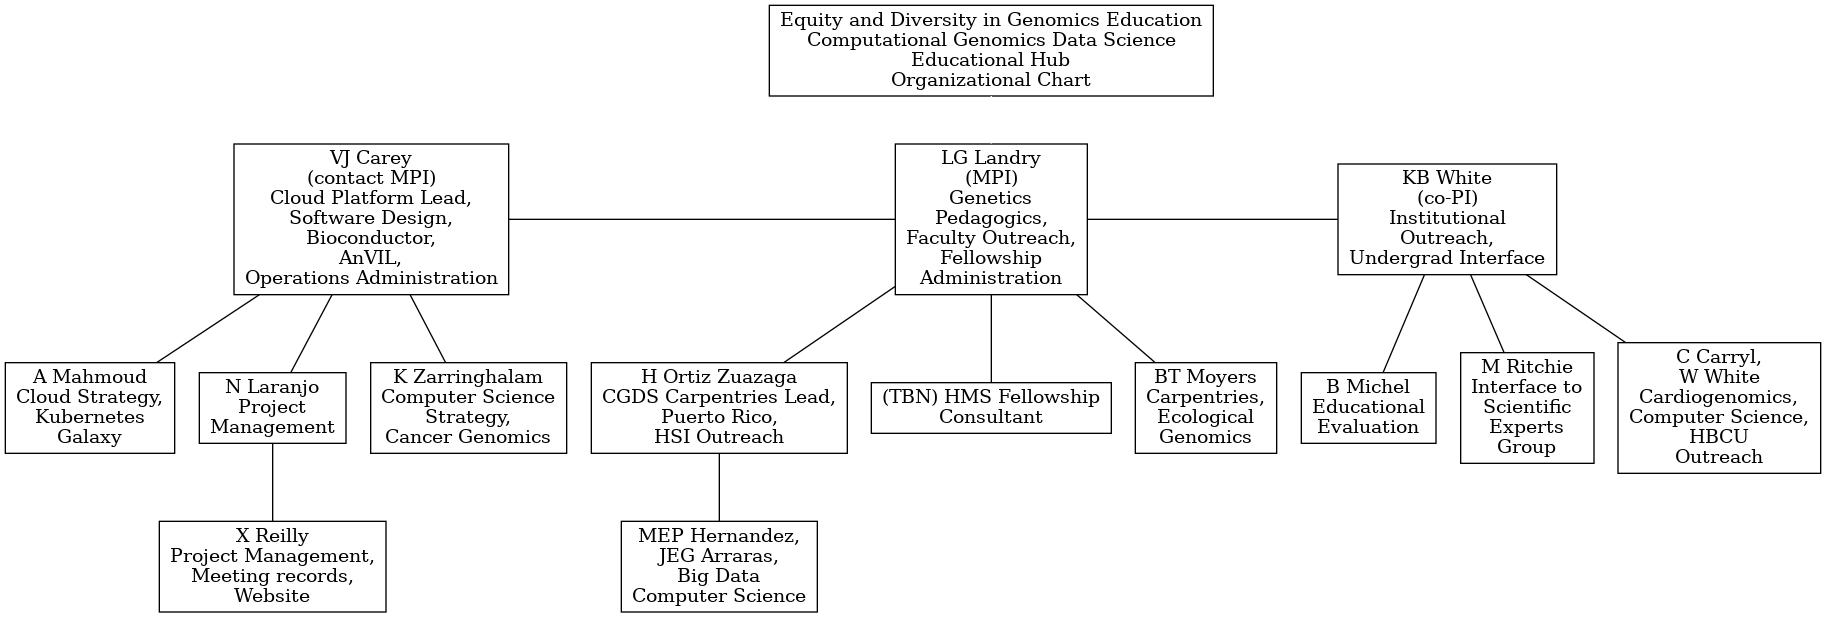 Equity and Diversity in Genomics Education
Computational Genomics Data Science
Educational Hub
Organizational Chart
VJ Carey
(contact MPI)
Cloud Platform Lead,
Software Design,
Bioconductor,
AnVIL,
Operations Administration
LG Landry
(MPI)
Genetics
Pedagogics,
Faculty Outreach,
Fellowship
Administration
KB White
(co-PI)
Institutional
Outreach,
Undergrad Interface
A Mahmoud
Cloud Strategy,
Kubernetes
Galaxy
N Laranjo
Project
Management
K Zarringhalam
Computer Science
Strategy,
Cancer Genomics
H Ortiz Zuazaga
CGDS Carpentries Lead,
Puerto Rico,
HSI Outreach
(TBN) HMS Fellowship
Consultant
BT Moyers
Carpentries,
Ecological
Genomics
B Michel
Educational
Evaluation
M Ritchie
Interface to
Scientific
Experts
Group
C Carryl,
W White
Cardiogenomics,
Computer Science,
HBCU
Outreach
X Reilly
Project Management,
Meeting records,
Website
MEP Hernandez,
JEG Arraras,
Big Data
Computer Science